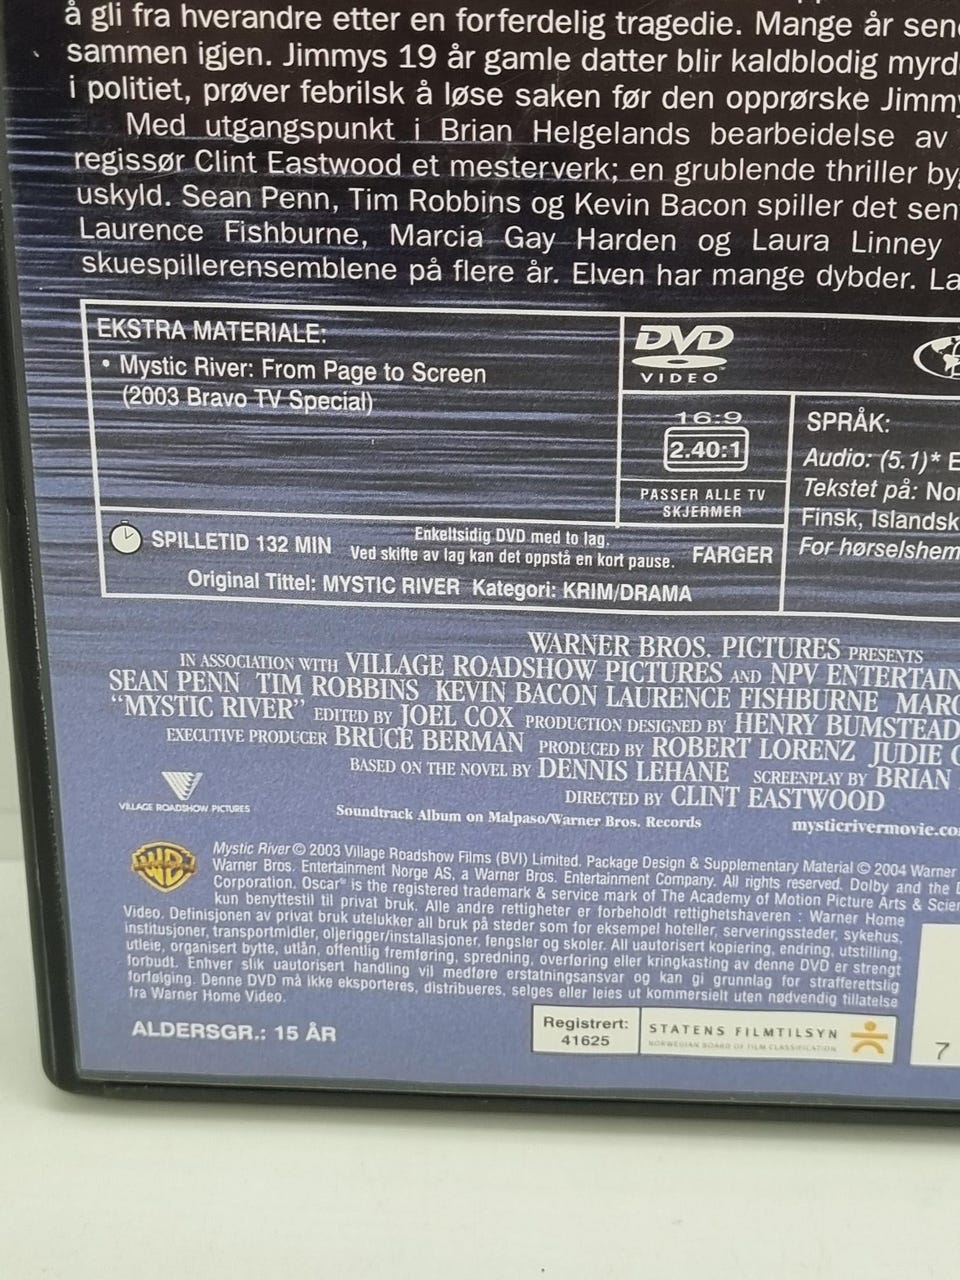 å gli fra hverandre etter en forferdelig tragedie. Mange år sen
sammen igjen. Jimmys 19 år gamle datter blir kaldblodig myrd
i politiet, prøver febrilsk å løse saken før den opprørske Jimmy
Med utgangspunkt i Brian Helgelands bearbeidelse av
regissør Clint Eastwood et mesterverk; en grublende thriller by
uskyld. Sean Penn, Tim Robbins og Kevin Bacon spiller det sen
Laurence Fishburne, Marcia Gay Harden og Laura Linney
skuespillerensemblene på flere år. Elven har mange dybder. La
EKSTRA MATERIALE:
• Mystic River: From Page to Screen
(2003 Bravo TV Special)
DVD
VIDEO
16:9
2.40:1
PASSER ALLE TV
SKJERMER
SPRÅK:
Audio: (5.1)* E
Tekstet på: No
Finsk, Islandsk
For hørselshem
SPILLETID 132 MIN
Enkeltsidig DVD med to lag.
Ved skifte av lag kan det oppstå en kort pause.
FARGER
Original Tittel: MYSTIC RIVER Kategori: KRIM/DRAMA
WARNER BROS. PICTURES PRESENTS
IN ASSOCIATION WITH VILLAGE ROADSHOW PICTURES AND NPV ENTERTAIN
SEAN PENN TIM ROBBINS KEVIN BACON LAURENCE FISHBURNE MARC
"MYSTIC RIVER" EDITED BY JOEL COX PRODUCTION DESIGNED BY HENRY BUMSTEAD
EXECUTIVE PRODUCER BRUCE BERMAN PRODUCED BY ROBERT LORENZ JUDIE
BASED ON THE NOVEL BY DENNIS LEHANE SCREENPLAY BY BRIAN
DIRECTED BY CLINT EASTWOOD
VILLAGE ROADSHOW PICTURES
Soundtrack Album on Malpaso/Warner Bros. Records
mysticrivermovie.co
WB
Mystic River © 2003 Village Roadshow Films (BVI) Limited. Package Design & Supplementary Material © 2004 Warner
Warner Bros. Entertainment Norge AS, a Warner Bros. Entertainment Company. All rights reserved. Dolby and the
Corporation. Oscar® is the registered trademark & service mark of The Academy of Motion Picture Arts & Scien
kun benyttestil til privat bruk. Alle andre rettigheter er forbeholdt rettighetshaveren : Warner Home
Video. Definisjonen av privat bruk utelukker all bruk på steder som for eksempel hoteller, serveringssteder, sykehus,
institusjoner, transportmidler, oljerigger/installasjoner, fengsler og skoler. All uautorisert kopiering, endring, utstilling,
utleie, organisert bytte, utlån, offentlig fremføring, spredning, overføring eller kringkasting av denne DVD er strengt
forbudt. Enhver slik uautorisert handling vil medføre erstatningsansvar og kan gi grunnlag for strafferettslig
forfølging. Denne DVD må ikke eksporteres, distribueres, selges eller leies ut kommersielt uten nødvendig tillatelse
fra Warner Home Video.
ALDERSGR.: 15 ÅR
Registrert:
41625
STATENS FILMTILSYN
NORWEGIAN BOARD OF FILM CLASSIFICATION
7